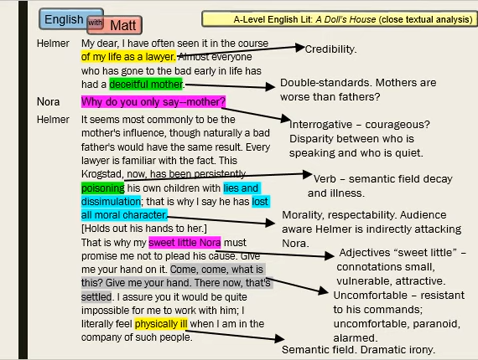 English with Matt
A-Level English Lit: A Doll's House (close textual analysis)
Helmer My dear, I have often seen it in the course
of my life as a lawyer. Almost everyone
who has gone to the bad early in life has
had a deceitful mother.
Nora Why do you only say—mother?
Helmer It seems most commonly to be the
mother's influence, though naturally a bad
father's would have the same result. Every
lawyer is familiar with the fact. This
Krogstad, now, has been persistently
poisoning his own children with lies and
dissimulation; that is why I say he has lost
all moral character.
[Holds out his hands to her.]
That is why my sweet little Nora must
promise me not to plead his cause. Give
me your hand on it. Come, come, what is
this? Give me your hand. There now, that's
settled. I assure you it would be quite
impossible for me to work with him; I
literally feel physically ill when I am in the
company of such people.
Credibility.
Double-standards. Mothers are
worse than fathers?
Interrogative – courageous?
Disparity between who is
speaking and who is quiet.
Verb – semantic field decay
and illness.
Morality, respectability. Audience
aware Helmer is indirectly attacking
Nora.
Adjectives “sweet little” –
connotations small,
vulnerable, attractive.
Uncomfortable – resistant
to his commands;
uncomfortable, paranoid,
alarmed.
Semantic field. Dramatic irony.